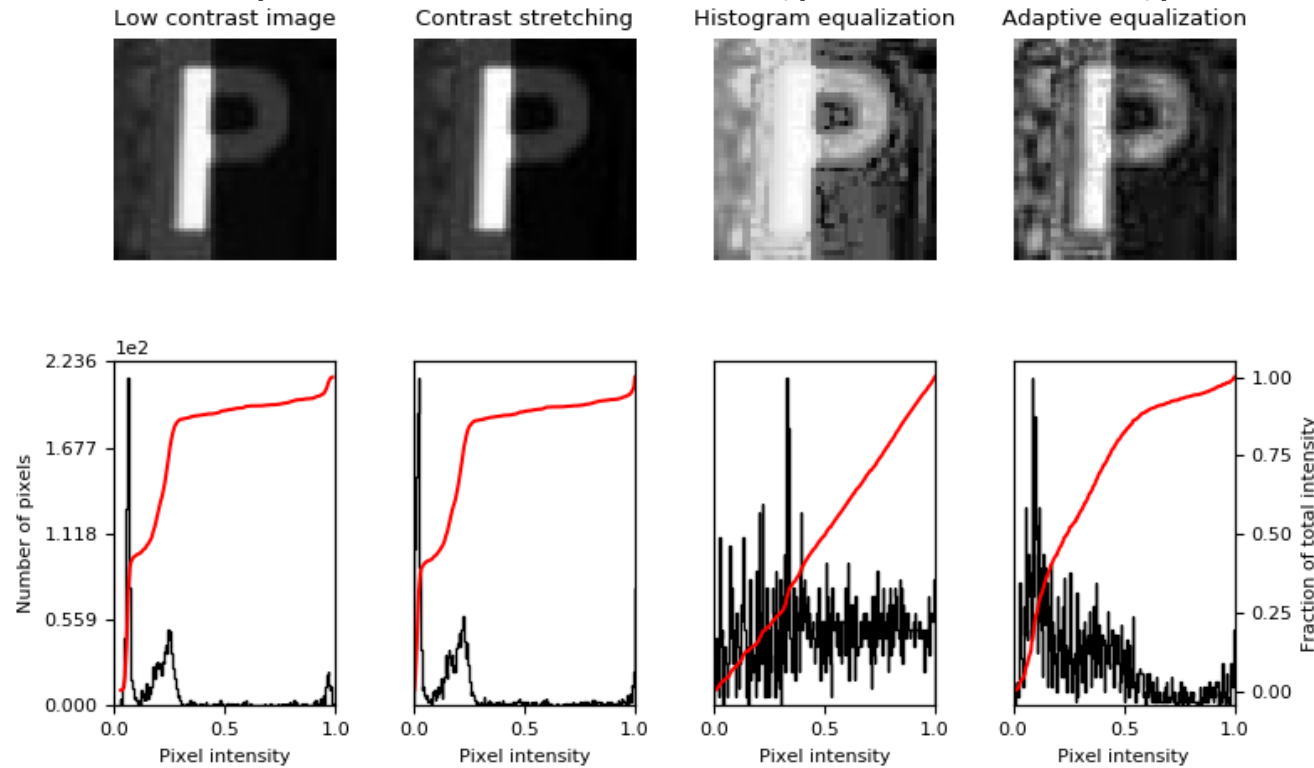 Low contrast image
Contrast stretching
Histogram equalization
Adaptive equalization
P
P
P
P
1e2
2.236
1.677
1.118
0.559
0.000
Number of pixels
0.0
0.5
1.0
Pixel intensity
0.0
0.5
1.0
Pixel intensity
0.0
0.5
1.0
Pixel intensity
0.0
0.5
1.0
Pixel intensity
1.00
0.75
0.50
0.25
0.00
Fraction of total intensity